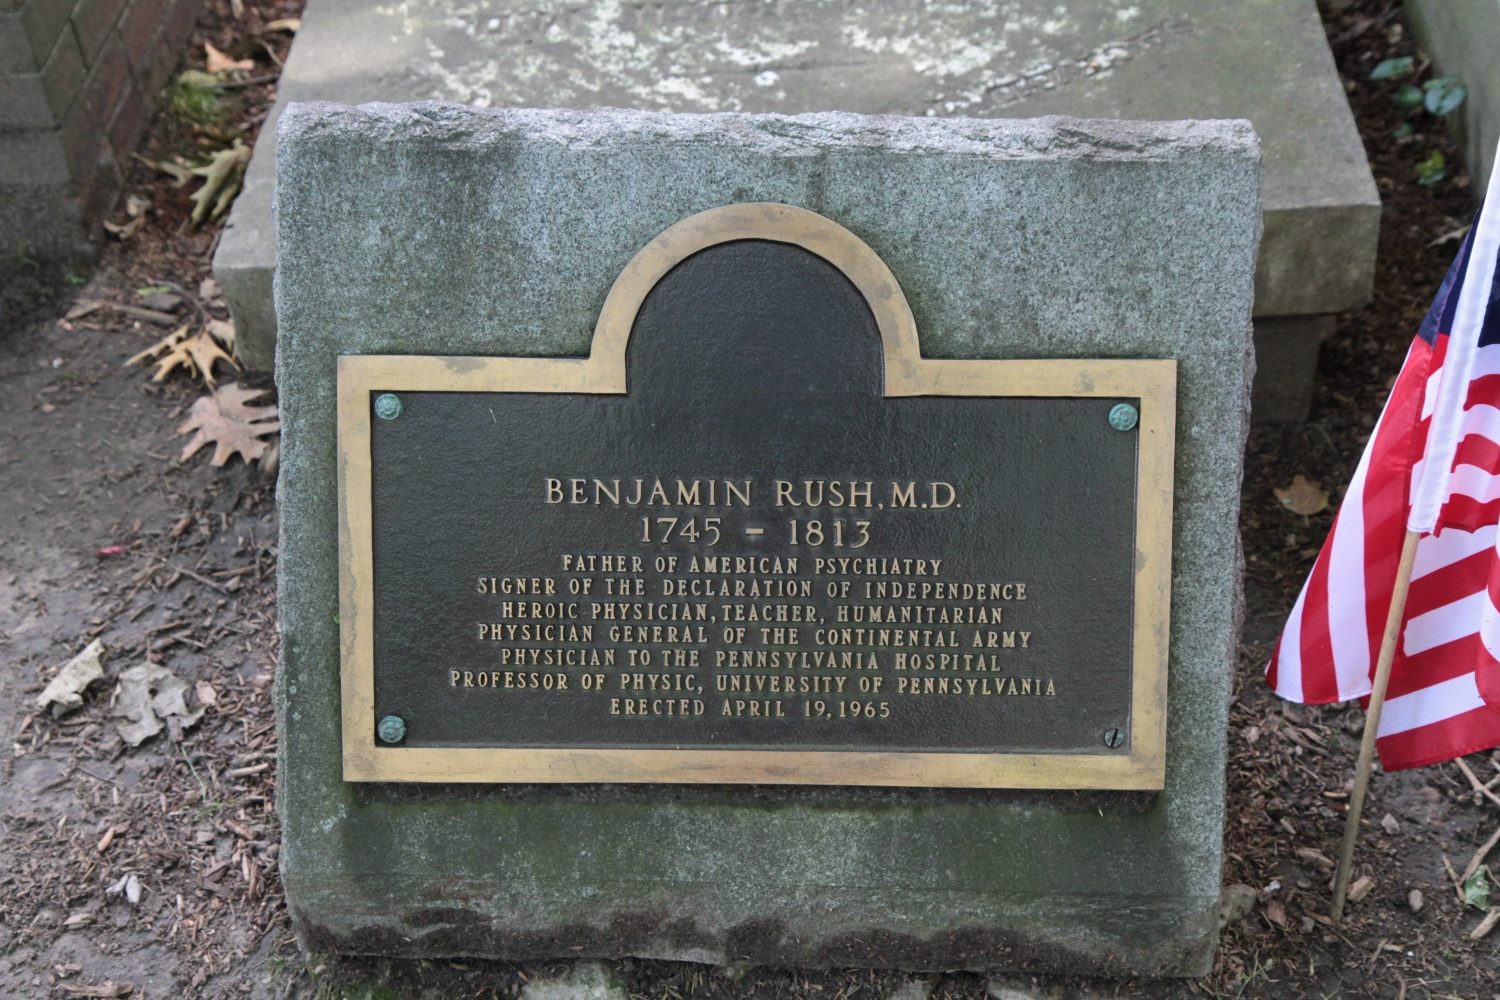 BENJAMIN RUSH, M.D.
1745 - 1813
FATHER OF AMERICAN PSYCHIATRY
SIGNER OF THE DECLARATION OF INDEPENDENCE
HEROIC PHYSICIAN, TEACHER, HUMANITARIAN
PHYSICIAN GENERAL OF THE CONTINENTAL ARMY
PHYSICIAN TO THE PENNSYLVANIA HOSPITAL
PROFESSOR OF PHYSIC, UNIVERSITY OF PENNSYLVANIA
ERECTED APRIL 19, 1965